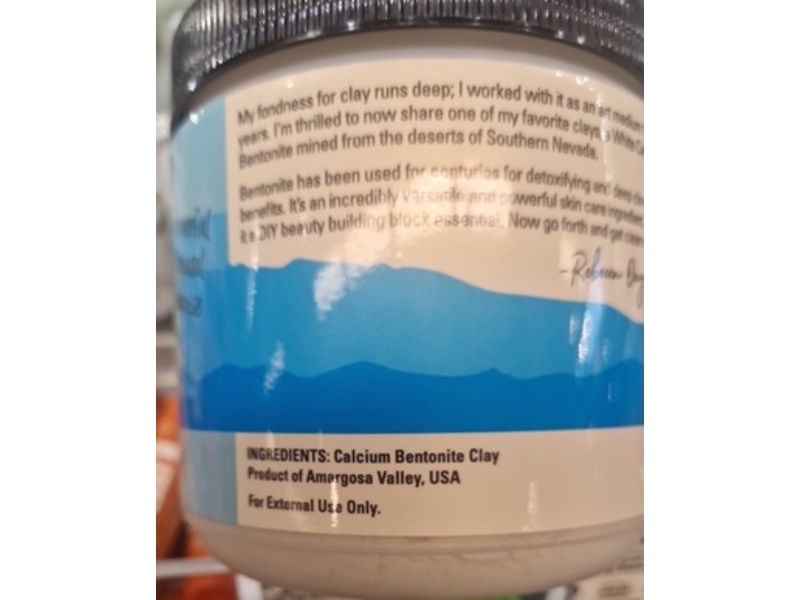 My fondness for clay runs deep; I worked with it as an art medium
years. I'm thrilled to now share one of my favorite clays, a White
Bentonite mined from the deserts of Southern Nevada.
Bentonite has been used for centuries for detoxifying and deep
benefits. It's an incredibly versatile and powerful skin care
DIY beauty building block essential. Now go forth and get
-Rebecca
INGREDIENTS: Calcium Bentonite Clay
Product of Amargosa Valley, USA
For External Use Only.